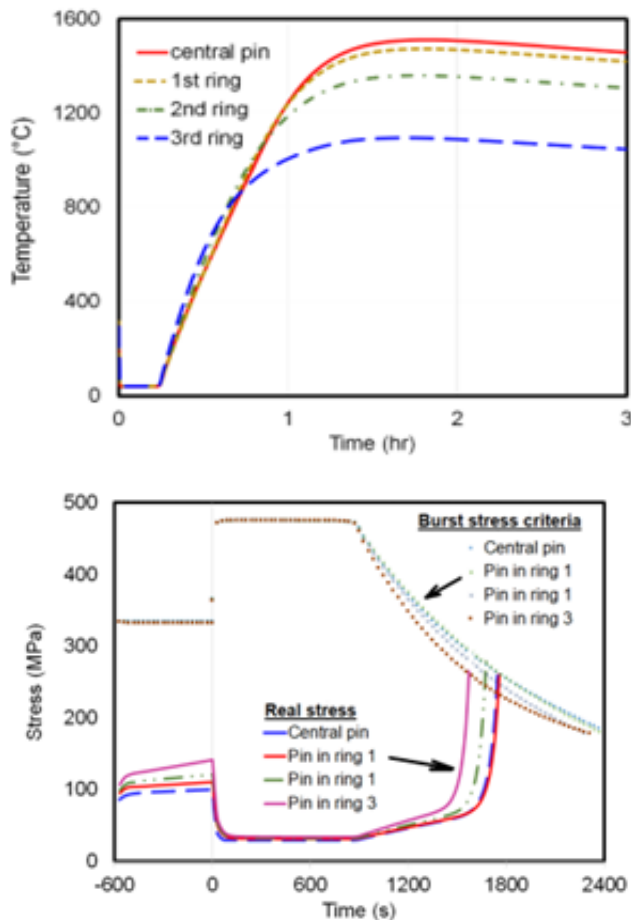 1600
1200
800
400
0
Temperature (°C)
central pin
1st ring
2nd ring
3rd ring
0
1
2
3
Time (hr)
500
400
300
200
100
0
Stress (MPa)
Burst stress criteria
Central pin
Pin in ring 1
Pin in ring 1
Pin in ring 3
Real stress
Central pin
Pin in ring 1
Pin in ring 1
Pin in ring 3
-600
0
600
1200
1800
2400
Time (s)